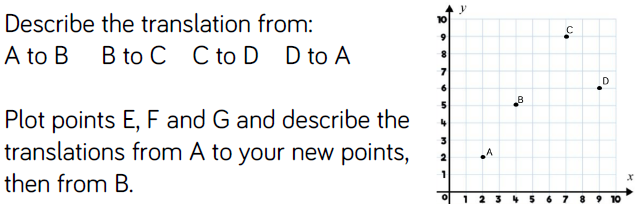 Describe the translation from:
A to B B to C C to D D to A
Plot points E, F and G and describe the
translations from A to your new points,
then from B.
y
10
9
8
7
6
5
4
3
2
1
0
C
D
B
A
x
1 2 3 4 5 6 7 8 9 10